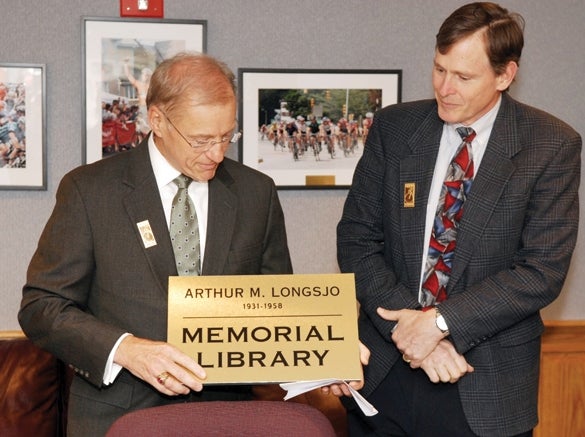 ARTHUR M. LONGSJO
1931-1958
MEMORIAL
LIBRARY